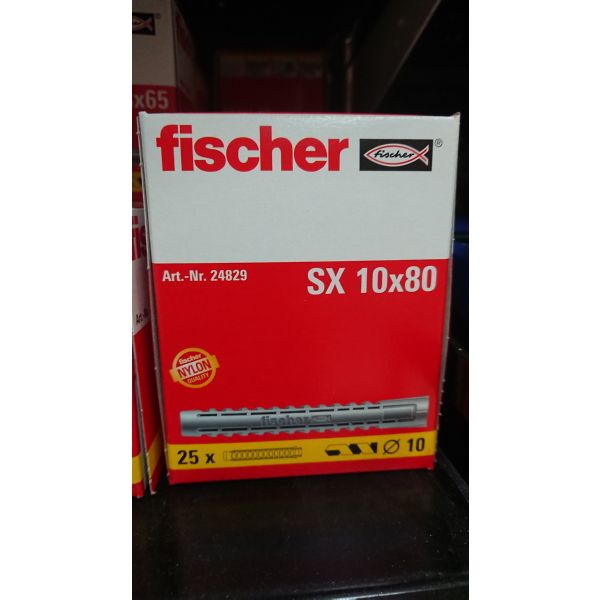 x65
fischer fischer ®
Art.-Nr. 24829 SX 10x80
fischer
NYLON
QUALITY
fischer
25 x Ø 10